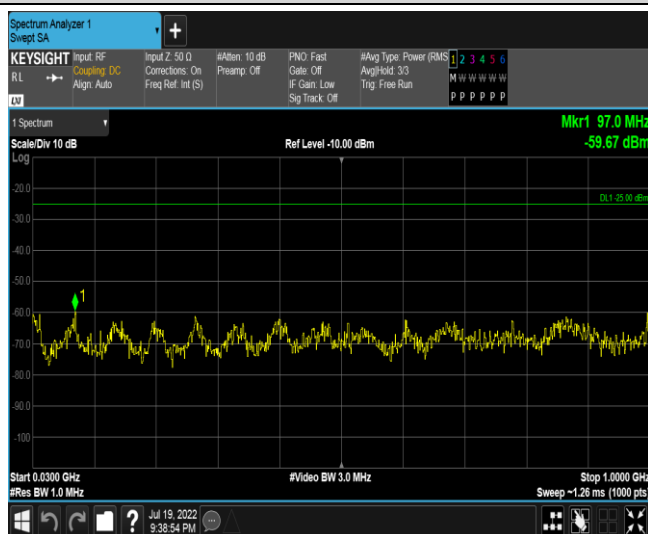 Spectrum Analyzer 1
Swept SA
KEYSIGHT Input: RF Input Z: 50 Ω #Atten: 10 dB PNO: Fast #Avg Type: Power (RMS 1 2 3 4 5 6
RL Coupling: DC Corrections: On Preamp: Off Gate: Off Avg|Hold: 3/3 M W W W W W
Align: Auto Freq Ref: Int (S) IF Gain: Low Trig: Free Run
Sig Track: Off P P P P P P
LXI
1 Spectrum Mkr1 97.0 MHz
Scale/Div 10 dB Ref Level -10.00 dBm -59.67 dBm
Log
-20.0
DL1 -25.00 dBm
-30.0
-40.0
-50.0
1
-60.0
-70.0
-80.0
-90.0
-100
Start 0.0300 GHz #Video BW 3.0 MHz Stop 1.0000 GHz
#Res BW 1.0 MHz Sweep ~1.26 ms (1000 pts)
? Jul 19, 2022
9:38:54 PM